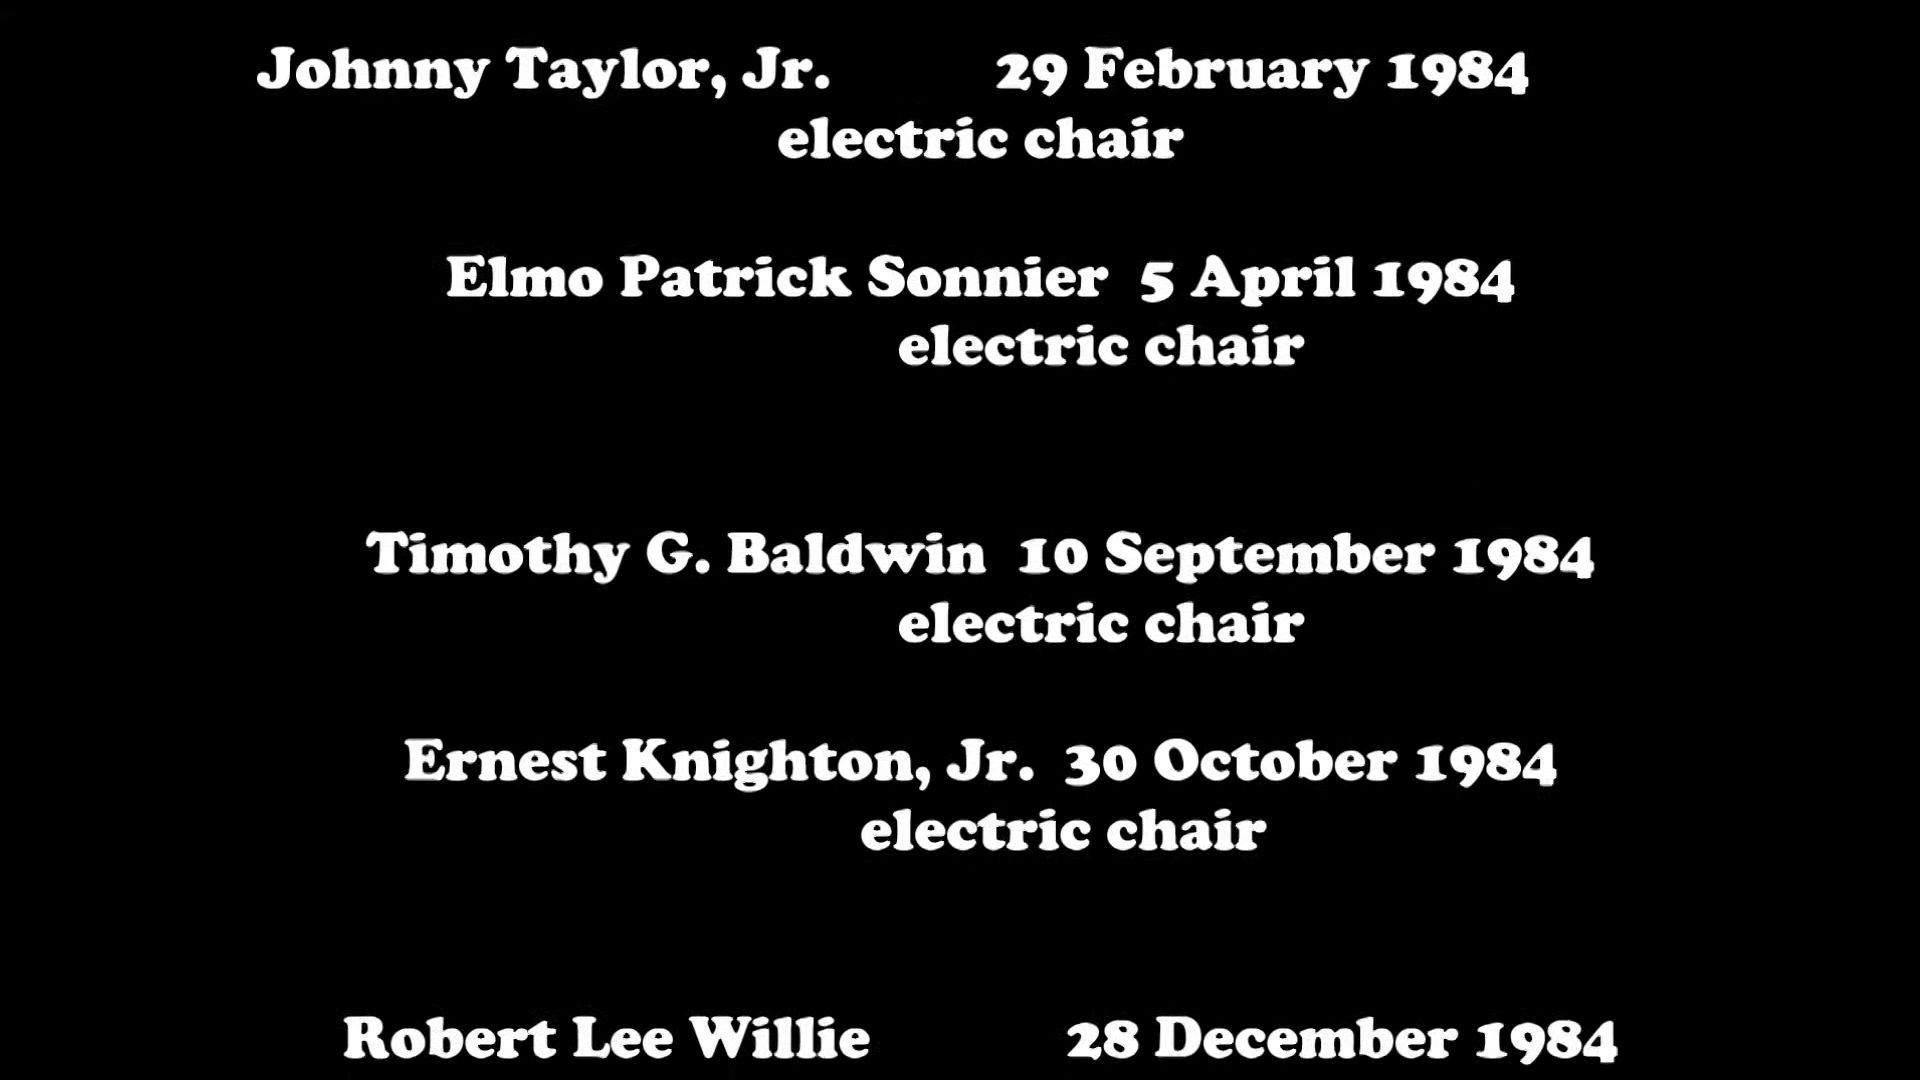 Johnny Taylor, Jr. 29 February 1984
electric chair
Elmo Patrick Sonnier 5 April 1984
electric chair
Timothy G. Baldwin 10 September 1984
electric chair
Ernest Knighton, Jr. 30 October 1984
electric chair
Robert Lee Willie 28 December 1984